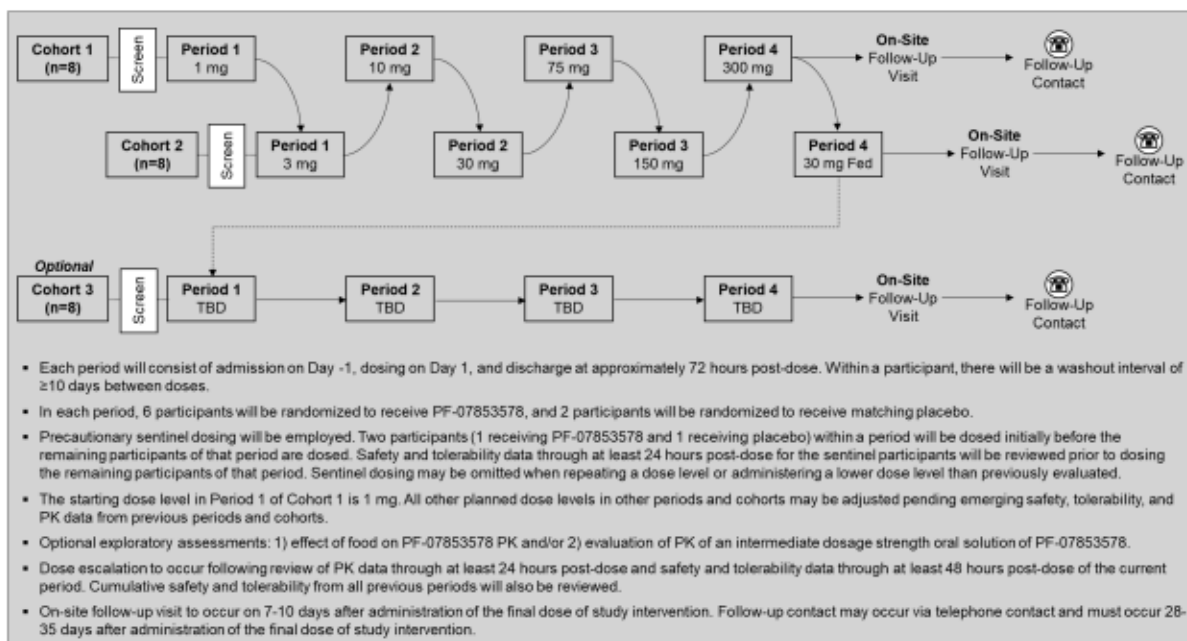 Cohort 1
(n=8)
Screen
Period 1
1 mg
Period 2
10 mg
Period 3
75 mg
Period 4
300 mg
On-Site
Follow-Up
Visit
Follow-Up
Contact
Cohort 2
(n=8)
Screen
Period 1
3 mg
Period 2
30 mg
Period 3
150 mg
Period 4
30 mg Fed
On-Site
Follow-Up
Visit
Follow-Up
Contact
Optional
Cohort 3
(n=8)
Screen
Period 1
TBD
Period 2
TBD
Period 3
TBD
Period 4
TBD
On-Site
Follow-Up
Visit
Follow-Up
Contact
▪ Each period will consist of admission on Day -1, dosing on Day 1, and discharge at approximately 72 hours post-dose. Within a participant, there will be a washout interval of
≥10 days between doses.
▪ In each period, 6 participants will be randomized to receive PF-07853578, and 2 participants will be randomized to receive matching placebo.
▪ Precautionary sentinel dosing will be employed. Two participants (1 receiving PF-07853578 and 1 receiving placebo) within a period will be dosed initially before the
remaining participants of that period are dosed. Safety and tolerability data through at least 24 hours post-dose for the sentinel participants will be reviewed prior to dosing
the remaining participants of that period. Sentinel dosing may be omitted when repeating a dose level or administering a lower dose level than previously evaluated.
▪ The starting dose level in Period 1 of Cohort 1 is 1 mg. All other planned dose levels in other periods and cohorts may be adjusted pending emerging safety, tolerability, and
PK data from previous periods and cohorts.
▪ Optional exploratory assessments: 1) effect of food on PF-07853578 PK and/or 2) evaluation of PK of an intermediate dosage strength oral solution of PF-07853578.
▪ Dose escalation to occur following review of PK data through at least 24 hours post-dose and safety and tolerability data through at least 48 hours post-dose of the current
period. Cumulative safety and tolerability from all previous periods will also be reviewed.
▪ On-site follow-up visit to occur on 7-10 days after administration of the final dose of study intervention. Follow-up contact may occur via telephone contact and must occur 28-
35 days after administration of the final dose of study intervention.